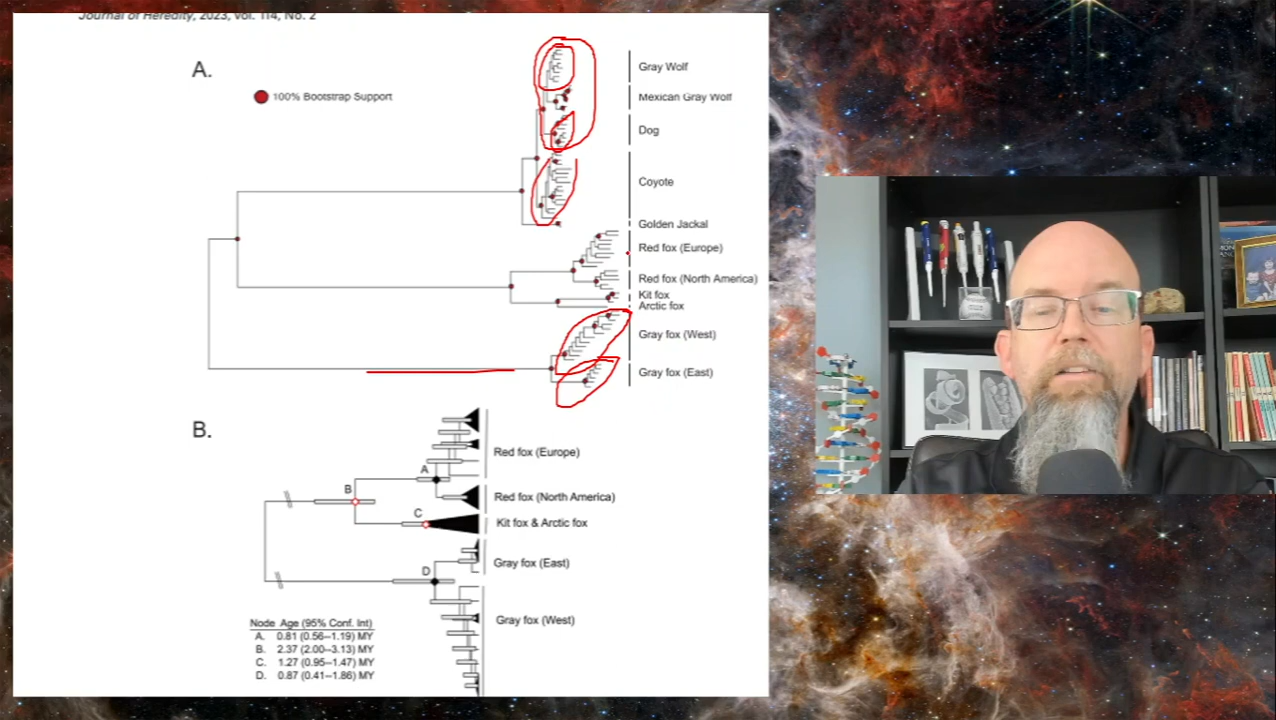 Journal of Heredity, 2023, Vol. 114, No. 2
A.
100% Bootstrap Support
Gray Wolf
Mexican Gray Wolf
Dog
Coyote
Golden Jackal
Red fox (Europe)
Red fox (North America)
Kit fox
Arctic fox
Gray fox (West)
Gray fox (East)
B.
A
Red fox (Europe)
B
Red fox (North America)
C
Kit fox & Arctic fox
Gray fox (East)
D
Gray fox (West)
Node Age (95% Conf. Int)
A. 0.81 (0.56–1.19) MY
B. 2.37 (2.00–3.13) MY
C. 1.27 (0.95–1.47) MY
D. 0.87 (0.41–1.86) MY